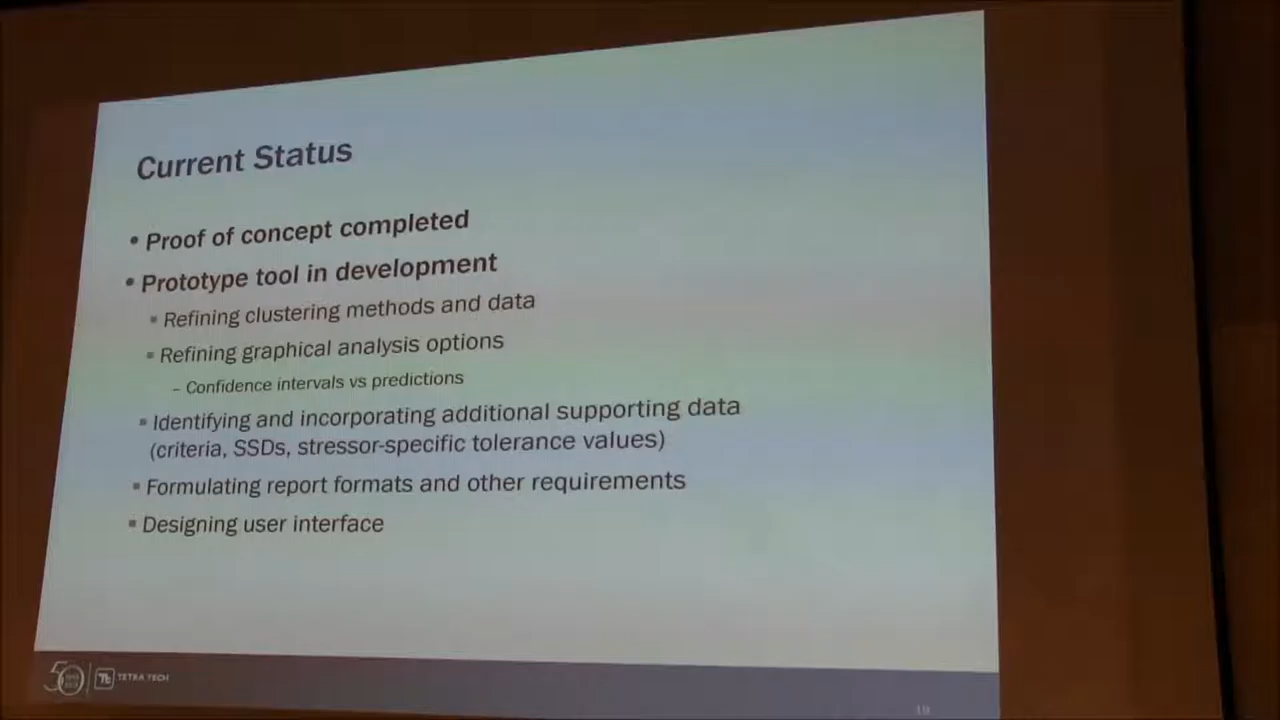 Current Status
• Proof of concept completed
• Prototype tool in development
▪ Refining clustering methods and data
▪ Refining graphical analysis options
– Confidence intervals vs predictions
▪ Identifying and incorporating additional supporting data
(criteria, SSDs, stressor-specific tolerance values)
▪ Formulating report formats and other requirements
▪ Designing user interface
50
TETRA TECH
19